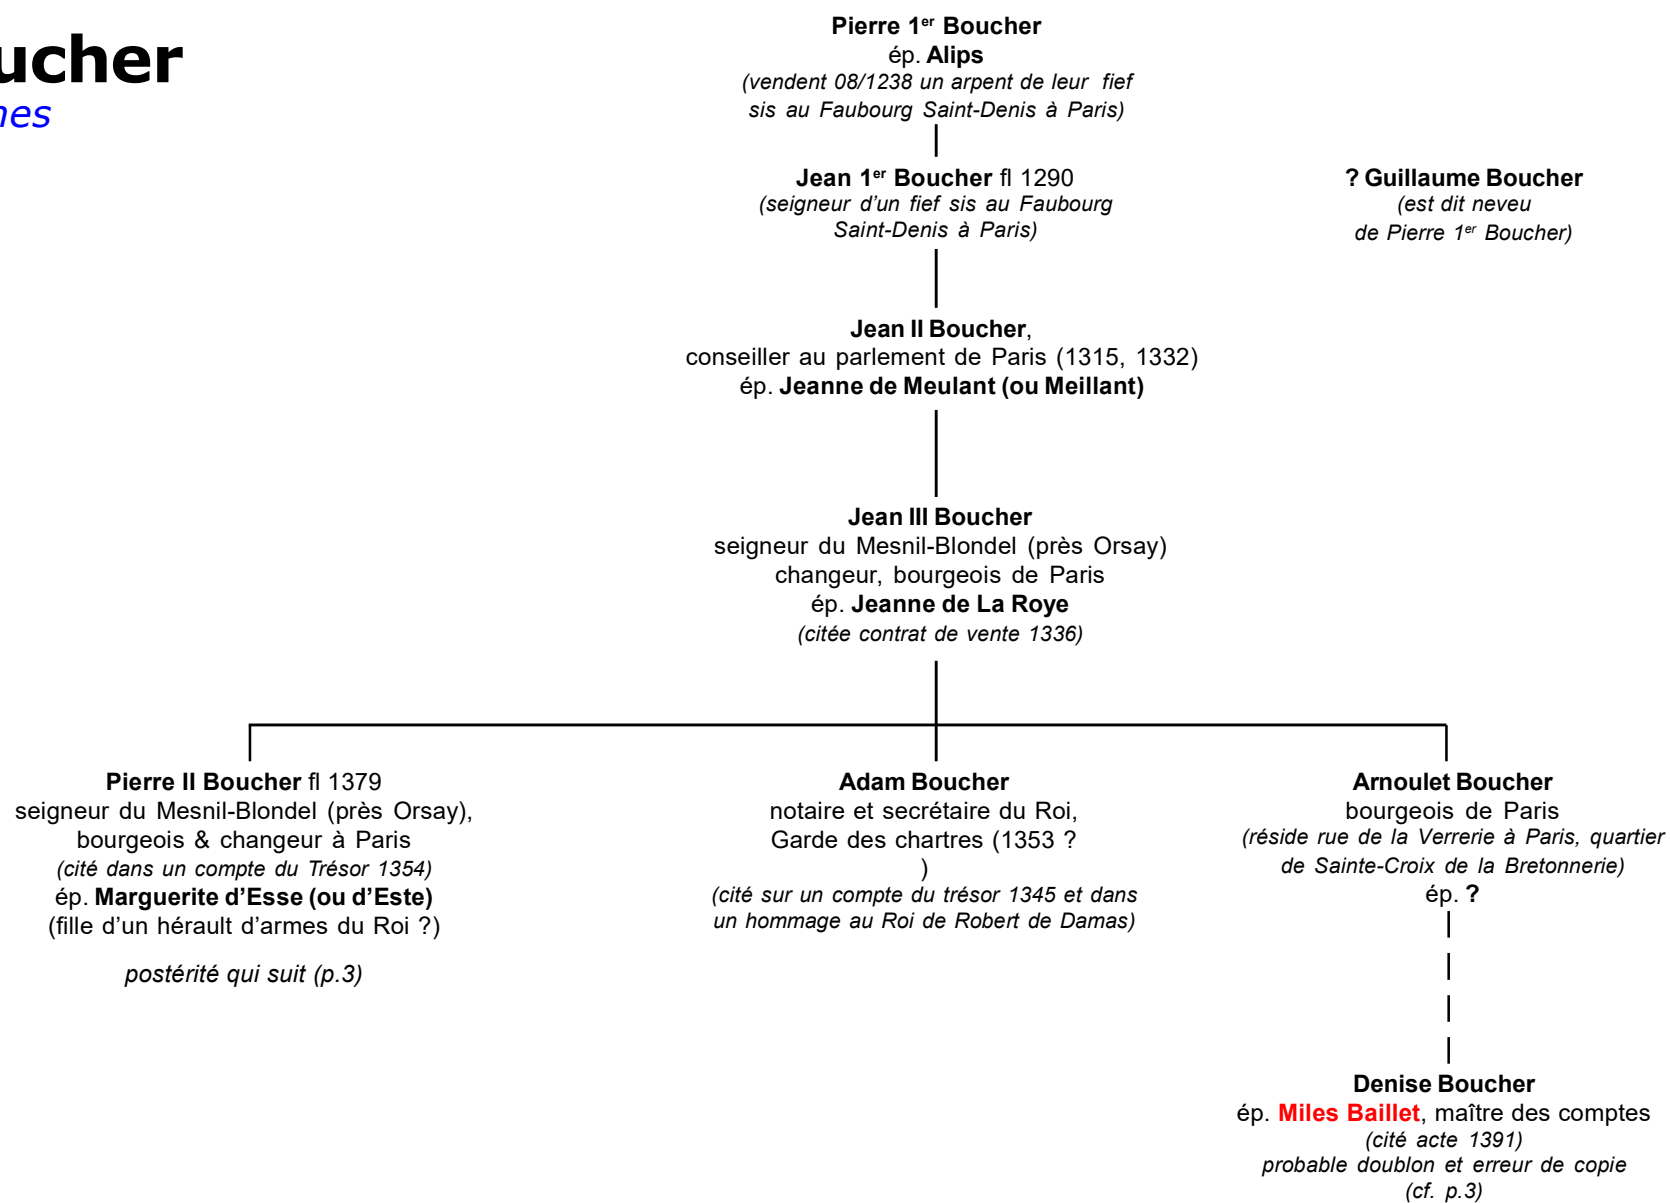 ucher
nes
Pierre 1er Boucher
ép. Alips
(vendent 08/1238 un arpent de leur fief
sis au Faubourg Saint-Denis à Paris)
Jean 1er Boucher fl 1290
(seigneur d'un fief sis au Faubourg
Saint-Denis à Paris)
? Guillaume Boucher
(est dit neveu
de Pierre 1er Boucher)
Jean II Boucher,
conseiller au parlement de Paris (1315, 1332)
ép. Jeanne de Meulant (ou Meillant)
Jean III Boucher
seigneur du Mesnil-Blondel (près Orsay)
changeur, bourgeois de Paris
ép. Jeanne de La Roye
(citée contrat de vente 1336)
Pierre II Boucher fl 1379
seigneur du Mesnil-Blondel (près Orsay),
bourgeois & changeur à Paris
(cité dans un compte du Trésor 1354)
ép. Marguerite d’Esse (ou d’Este)
(fille d’un hérault d’armes du Roi ?)
postérité qui suit (p.3)
Adam Boucher
notaire et secrétaire du Roi,
Garde des chartres (1353 ?
)
(cité sur un compte du trésor 1345 et dans
un hommage au Roi de Robert de Damas)
Arnoulet Boucher
bourgeois de Paris
(réside rue de la Verrerie à Paris, quartier
de Sainte-Croix de la Bretonnerie)
ép. ?
Denise Boucher
ép. Miles Baillet, maître des comptes
(cité acte 1391)
probable doublon et erreur de copie
(cf. p.3)